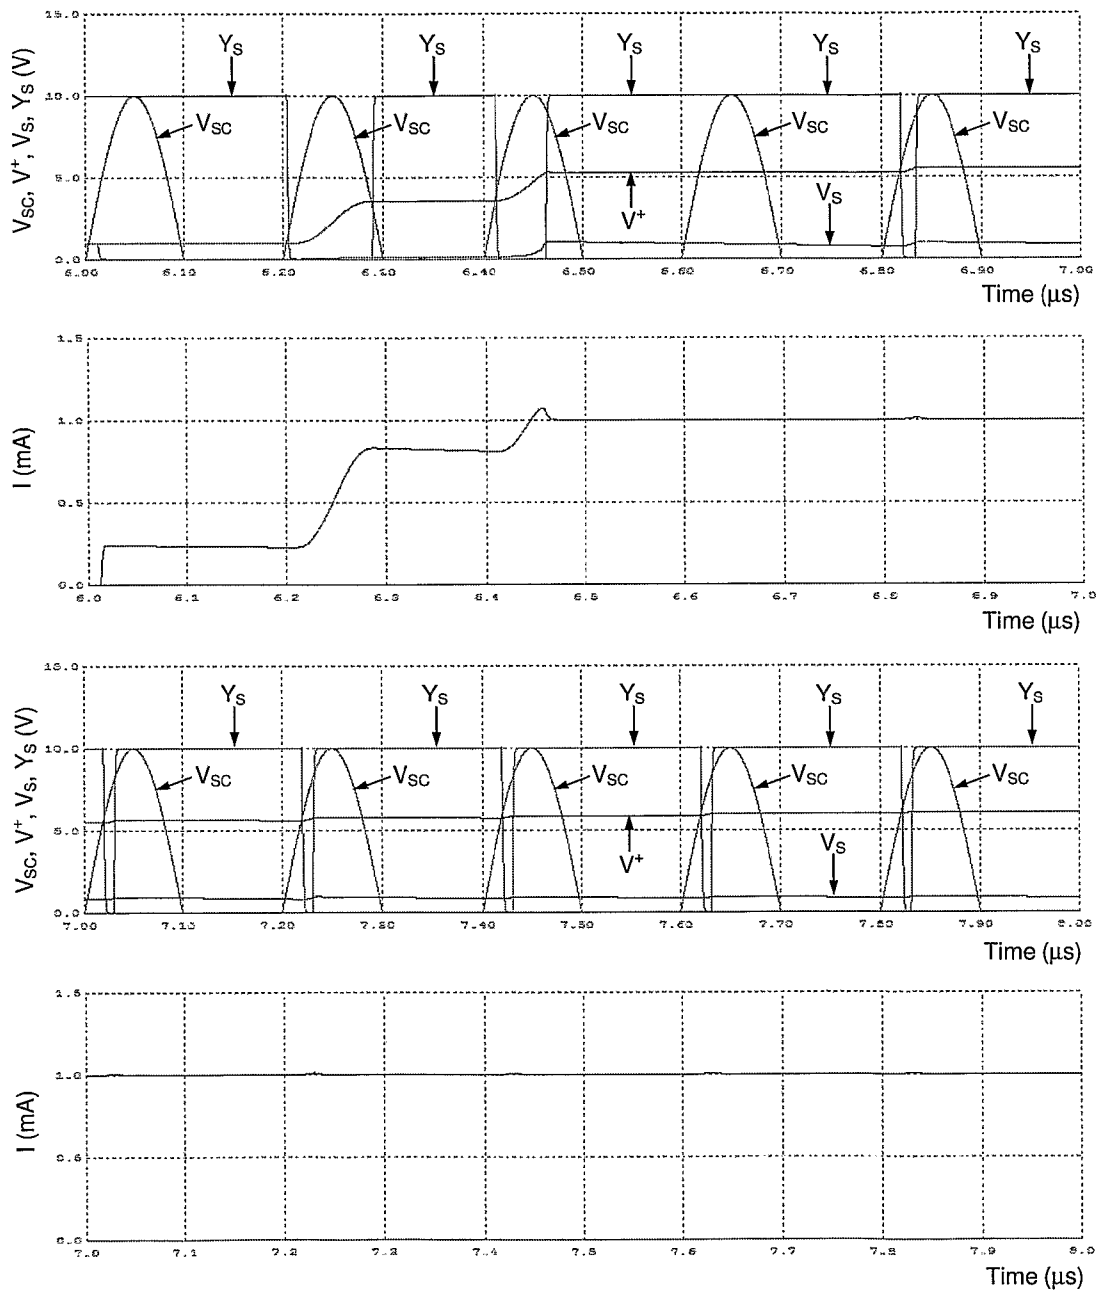 15.0
Y_S Y_S Y_S Y_S Y_S
10.0
V_SC V_SC V_SC V_SC V_SC
5.0
V⁺ V_S
0.0
V_SC, V⁺, V_S, Y_S (V)
6.00 6.10 6.20 6.30 6.40 6.50 6.60 6.70 6.80 6.90 7.00
Time (μs)
1.5
1.0
0.5
0.0
I (mA)
6.0 6.1 6.2 6.3 6.4 6.5 6.6 6.7 6.8 6.9 7.0
Time (μs)
15.0
Y_S Y_S Y_S Y_S Y_S
10.0
V_SC V_SC V_SC V_SC V_SC
5.0
V⁺ V_S
0.0
V_SC, V⁺, V_S, Y_S (V)
7.00 7.10 7.20 7.30 7.40 7.50 7.60 7.70 7.80 7.90 8.00
Time (μs)
1.5
1.0
0.5
0.0
I (mA)
7.0 7.1 7.2 7.3 7.4 7.5 7.6 7.7 7.8 7.9 8.0
Time (μs)